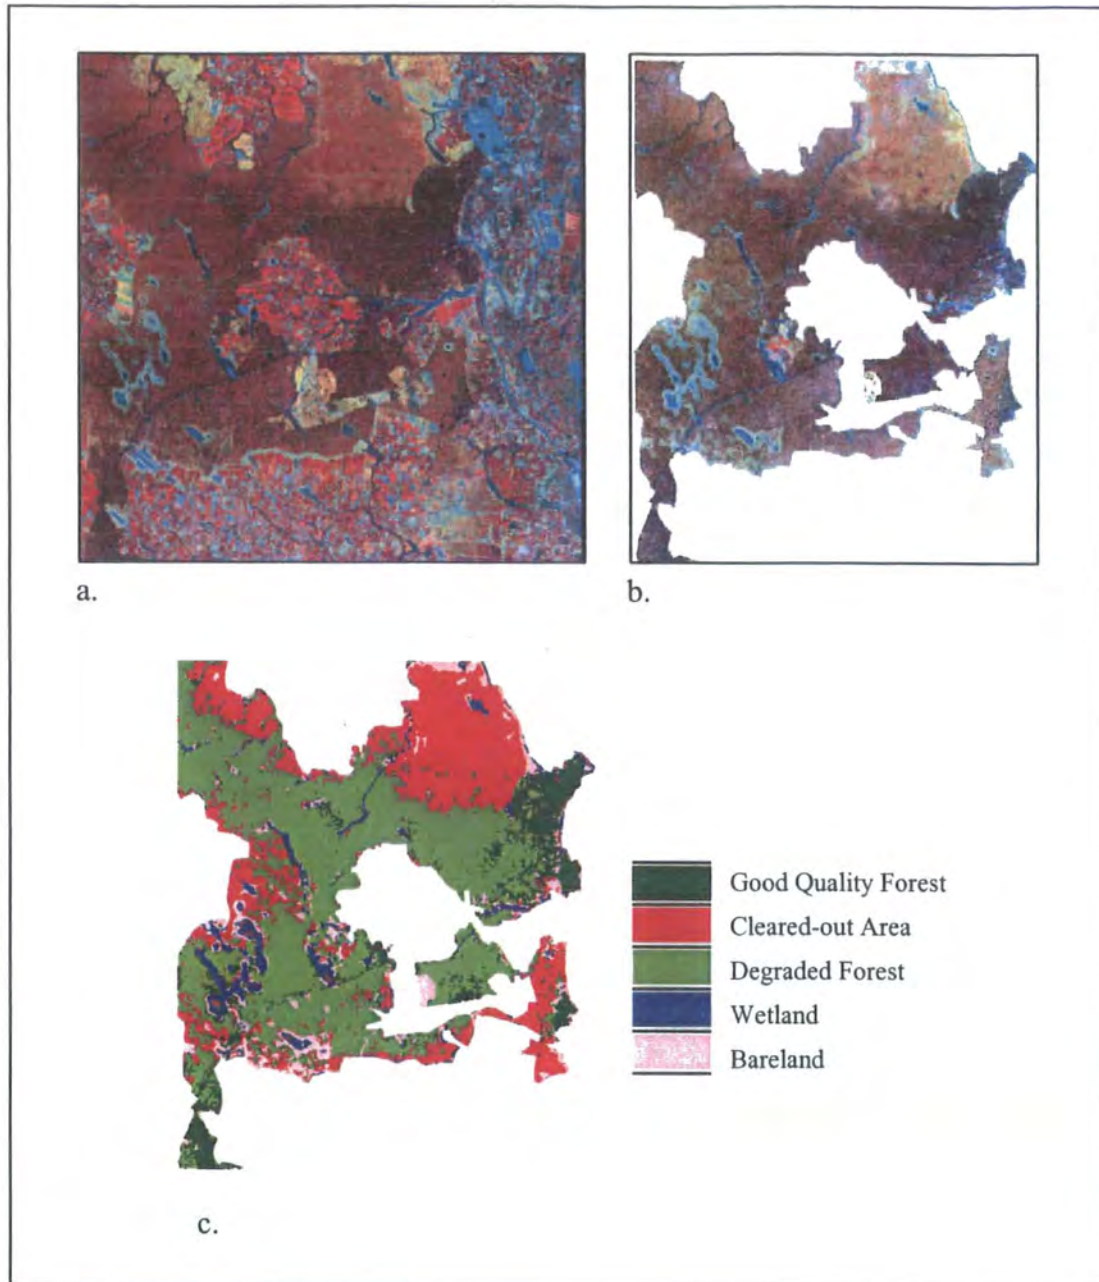 a.
b.
Good Quality Forest
Cleared-out Area
Degraded Forest
Wetland
Bareland
c.